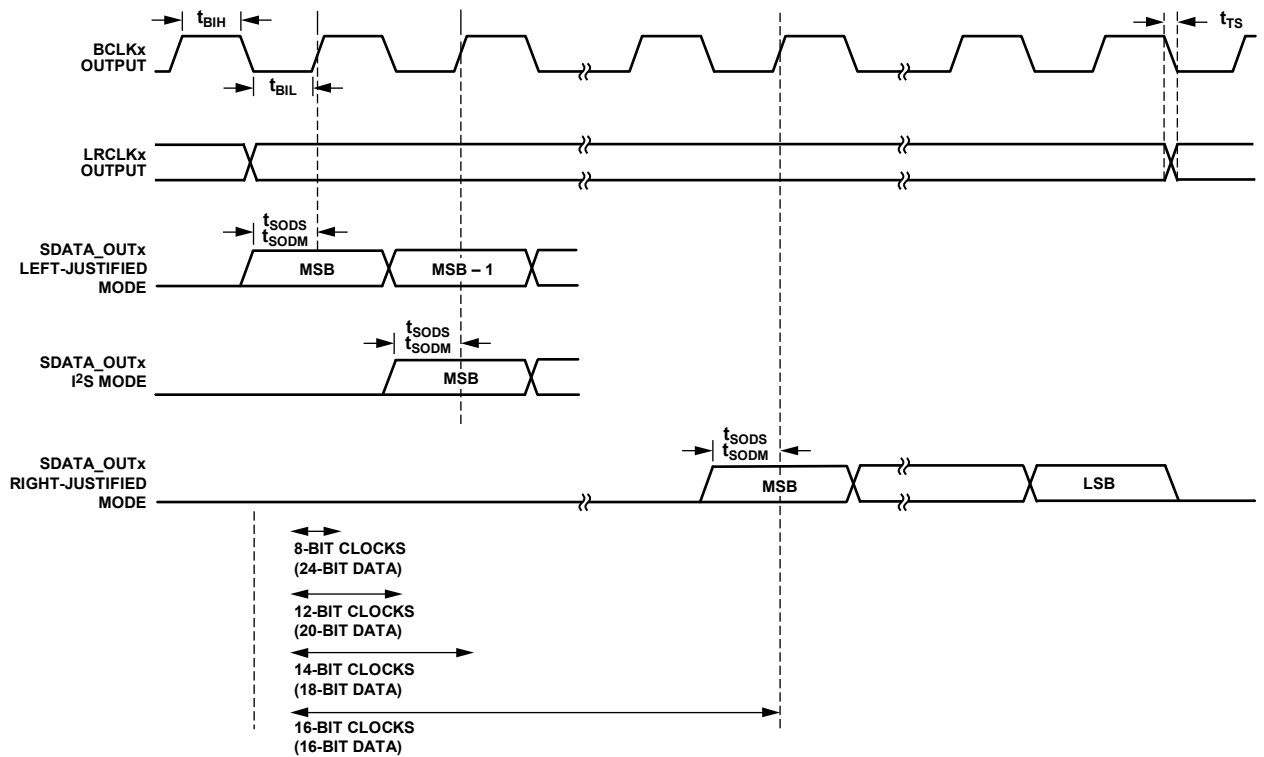 tBIH
tTS
BCLKx
OUTPUT
tBIL
LRCLKx
OUTPUT
tSODS
tSODM
SDATA_OUTx
LEFT-JUSTIFIED
MODE
MSB
MSB – 1
tSODS
tSODM
SDATA_OUTx
I2S MODE
MSB
tSODS
tSODM
SDATA_OUTx
RIGHT-JUSTIFIED
MODE
MSB
LSB
8-BIT CLOCKS
(24-BIT DATA)
12-BIT CLOCKS
(20-BIT DATA)
14-BIT CLOCKS
(18-BIT DATA)
16-BIT CLOCKS
(16-BIT DATA)